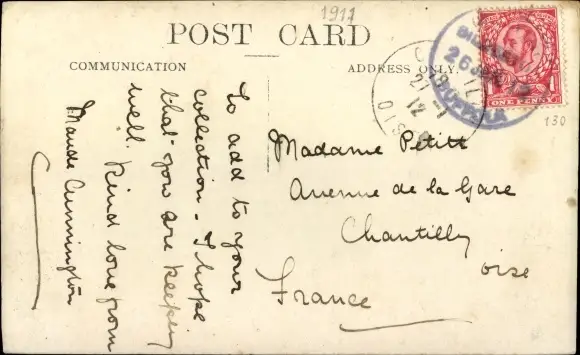 1917
POST CARD
COMMUNICATION
ADDRESS ONLY.
To add to your
collection - I hope
that you are keeping
well. Kind love from
Maude Cunnington
Madame Petitt
Avenue de la Gare
Chantilly
oise
France
ONE PENNY
130